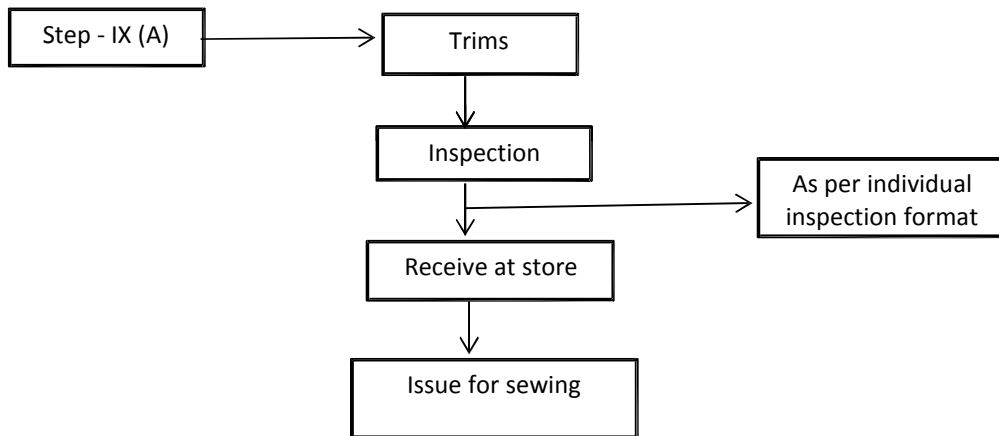 Step - IX (A)
Trims
Inspection
As per individual
inspection format
Receive at store
Issue for sewing